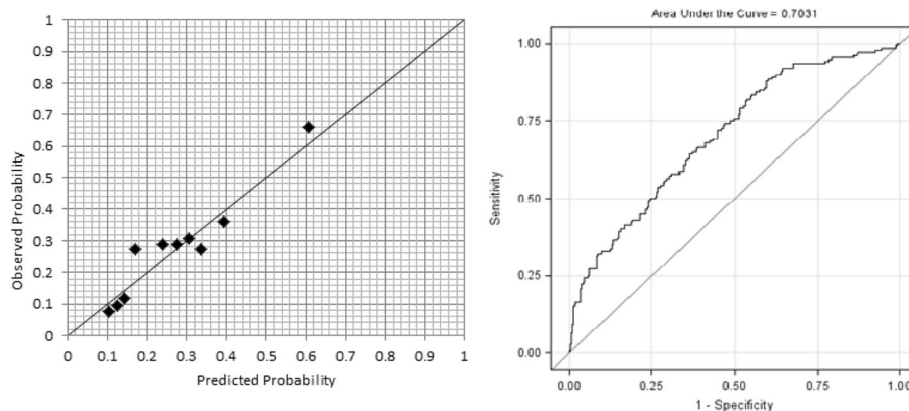 1
0.9
0.8
0.7
0.6
0.5
0.4
0.3
0.2
0.1
0
Observed Probability
0 0.1 0.2 0.3 0.4 0.5 0.6 0.7 0.8 0.9 1
Predicted Probability
Area Under the Curve = 0.7031
1.00
0.75
0.50
0.25
0.00
Sensitivity
0.00 0.25 0.50 0.75 1.00
1 - Specificity